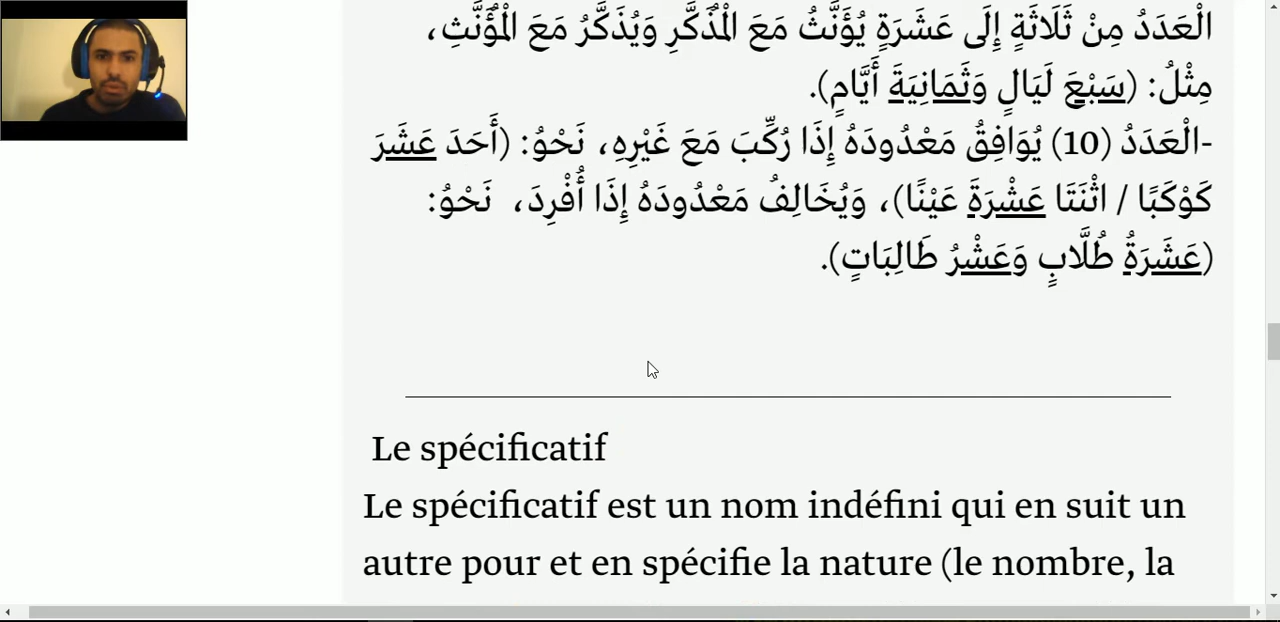 الْعَدَدُ مِنْ ثَلَاثَةٍ إِلَى عَشَرَةٍ يُؤَنَّثُ مَعَ الْمُذَكَّرِ وَيُذَكَّرُ مَعَ الْمُؤَنَّثِ،
مِثْلُ: (سَبْعَ لَيَالٍ وَثَمَانِيَةَ أَيَّامٍ).
-الْعَدَدُ (10) يُوَافِقُ مَعْدُودَهُ إِذَا رُكِّبَ مَعَ غَيْرِهِ، نَحْوُ: (أَحَدَ عَشَرَ
كَوْكَبًا / اثْنَتَا عَشْرَةَ عَيْنًا)، وَيُخَالِفُ مَعْدُودَهُ إِذَا أُفْرِدَ، نَحْوُ:
(عَشَرَةُ طُلَّابٍ وَعَشْرُ طَالِبَاتٍ).
Le spécificatif
Le spécificatif est un nom indéfini qui en suit un
autre pour et en spécifie la nature (le nombre, la